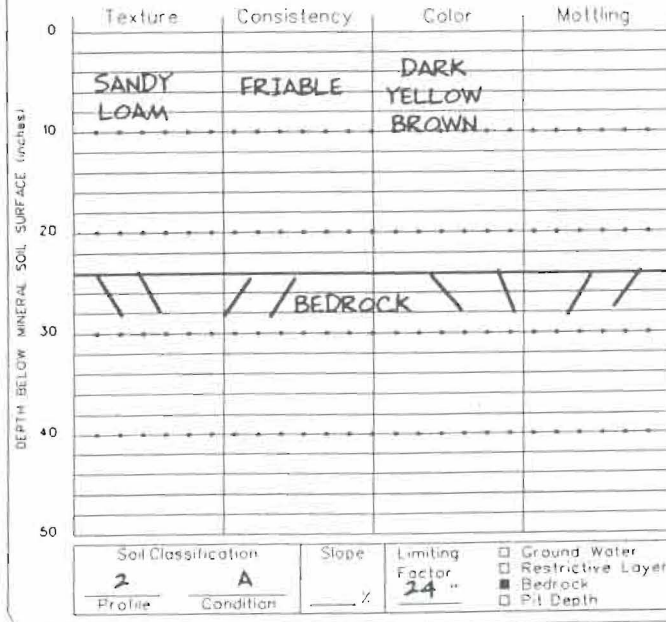 Texture Consistency Color Mottling
0
SANDY LOAM FRIABLE DARK YELLOW BROWN
10
DEPTH BELOW MINERAL SOIL SURFACE (inches)
20
BEDROCK
30
40
50
Soil Classification Slope Limiting Factor
2 A % 24 "
Profile Condition
☐ Ground Water
☐ Restrictive Layer
■ Bedrock
☐ Pit Depth